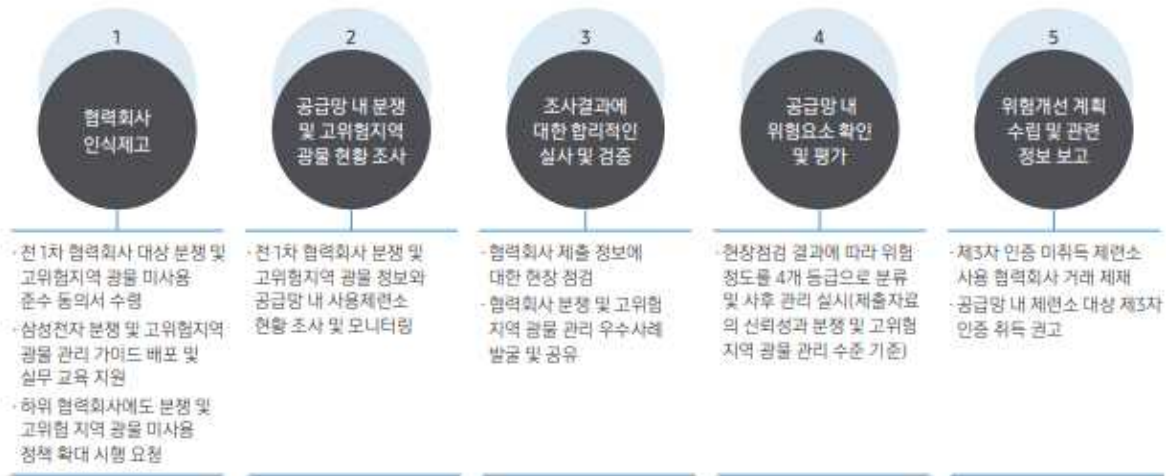 1
협력회사
인식제고
2
공급망 내 분쟁
및 고위험지역
광물 현황 조사
3
조사결과에
대한 합리적인
실사 및 검증
4
공급망 내
위험요소 확인
및 평가
5
위험개선 계획
수립 및 관련
정보 보고
· 전 1차 협력회사 대상 분쟁 및
고위험지역 광물 미사용
준수 동의서 수령
· 삼성전자 분쟁 및 고위험지역
광물 관리 가이드 배포 및
실무 교육 지원
· 하위 협력회사에도 분쟁 및
고위험 지역 광물 미사용
정책 확대 시행 요청
· 전 1차 협력회사 분쟁 및
고위험지역 광물 정보와
공급망 내 사용제련소
현황 조사 및 모니터링
· 협력회사 제출 정보에
대한 현장 점검
· 협력회사 분쟁 및 고위험
지역 광물 관리 우수사례
발굴 및 공유
· 현장점검 결과에 따라 위험
정도를 4개 등급으로 분류
및 사후 관리 실시(제출자료
의 신뢰성과 분쟁 및 고위험
지역 광물 관리 수준 기준)
· 제3자 인증 미취득 제련소
사용 협력회사 거래 제재
· 공급망 내 제련소 대상 제3자
인증 취득 권고